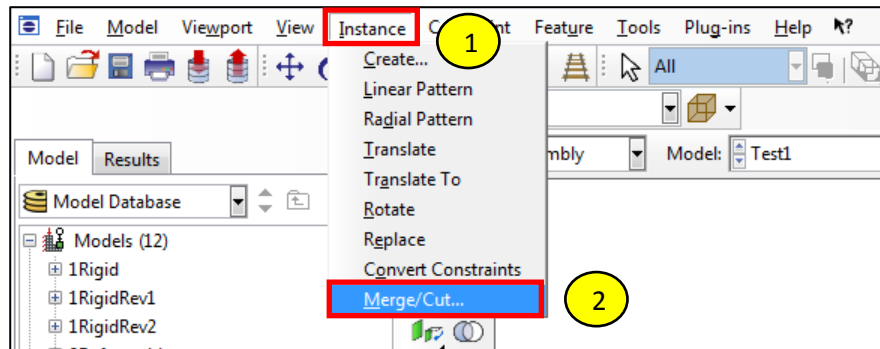 File Model Viewport View Instance Feature Tools Plug-ins Help
1
Create...
All
Linear Pattern
Radial Pattern
Model Results
Translate
Model: Test1
Translate To
Model Database
Rotate
Replace
Models (12)
Convert Constraints
1Rigid
Merge/Cut...
2
1RigidRev1
1RigidRev2